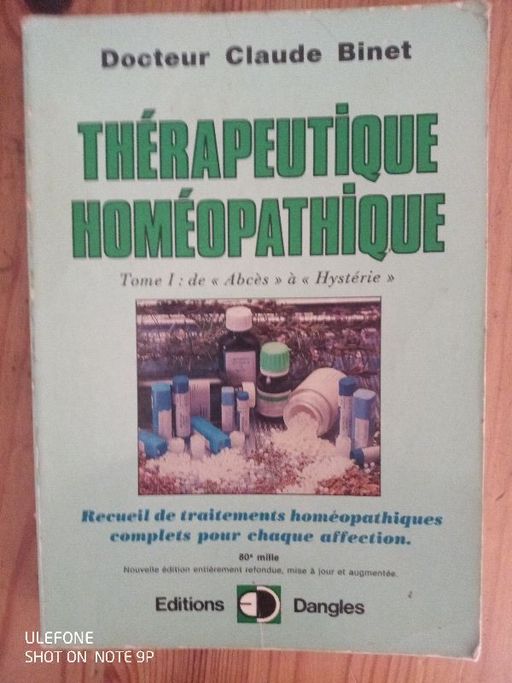 Docteur Claude Binet
THÉRAPEUTIQUE
HOMÉOPATHIQUE
Tome I : de « Abcès » à « Hystérie »
Recueil de traitements homéopathiques
complets pour chaque affection.
80e mille
Nouvelle édition entièrement refondue, mise à jour et augmentée.
Editions Dangles
ULEFONE
SHOT ON NOTE 9P